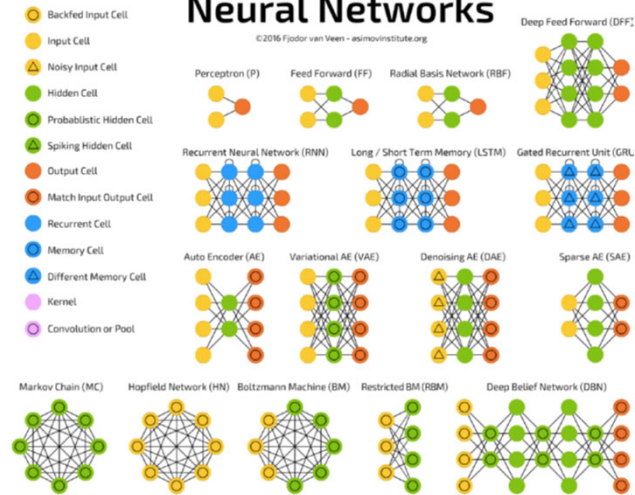 Neural Networks
©2016 Fjodor van Veen - asimovinstitute.org
Backfed Input Cell
Input Cell
Noisy Input Cell
Hidden Cell
Probablistic Hidden Cell
Spiking Hidden Cell
Output Cell
Match Input Output Cell
Recurrent Cell
Memory Cell
Different Memory Cell
Kernel
Convolution or Pool
Deep Feed Forward (DFF)
Perceptron (P)
Feed Forward (FF)
Radial Basis Network (RBF)
Recurrent Neural Network (RNN)
Long / Short Term Memory (LSTM)
Gated Recurrent Unit (GRU
Auto Encoder (AE)
Variational AE (VAE)
Denoising AE (DAE)
Sparse AE (SAE)
Markov Chain (MC)
Hopfield Network (HN)
Boltzmann Machine (BM)
Restricted BM (RBM)
Deep Belief Network (DBN)